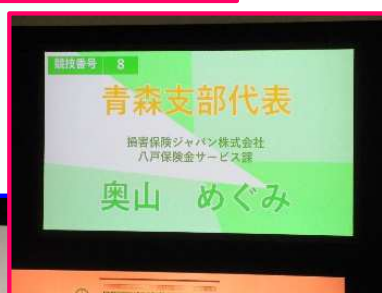 競技番号 8
青森支部代表
損害保険ジャパン株式会社
八戸保険金サービス課
奥山 めぐみ